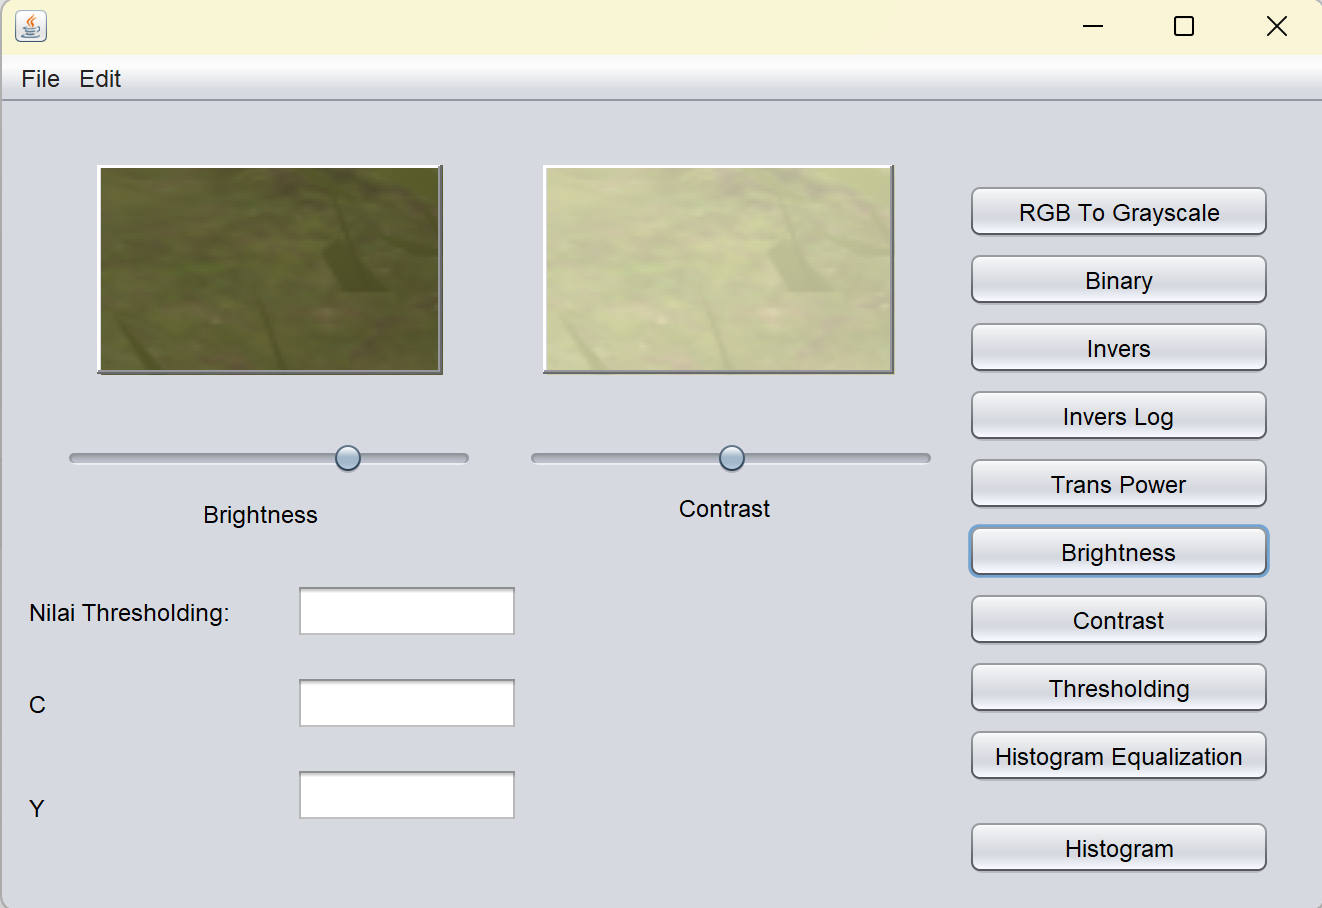 File Edit
RGB To Grayscale
Binary
Invers
Invers Log
Trans Power
Brightness
Contrast
Thresholding
Histogram Equalization
Histogram
Brightness
Contrast
Nilai Thresholding:
C
Y